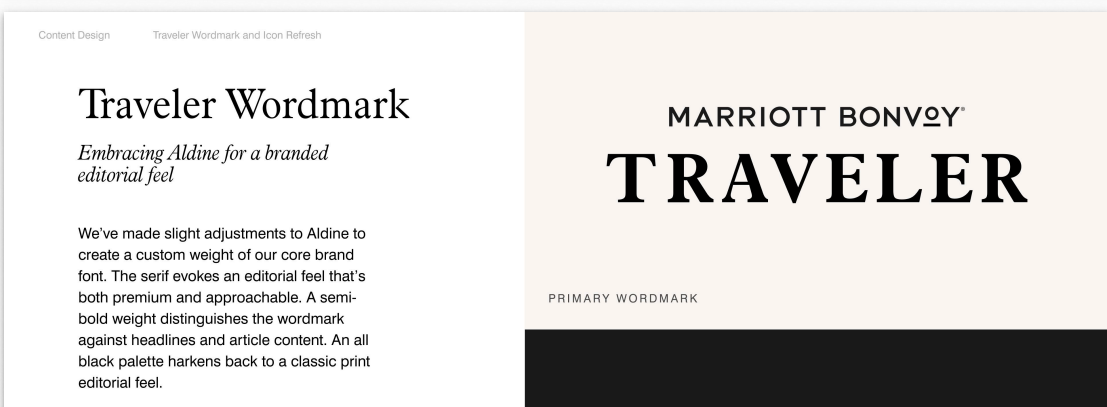 Content Design
Traveler Wordmark and Icon Refresh
Traveler Wordmark
Embracing Aldine for a branded
editorial feel
We’ve made slight adjustments to Aldine to
create a custom weight of our core brand
font. The serif evokes an editorial feel that’s
both premium and approachable. A semi-
bold weight distinguishes the wordmark
against headlines and article content. An all
black palette harkens back to a classic print
editorial feel.
MARRIOTT BONVOY®
TRAVELER
PRIMARY WORDMARK